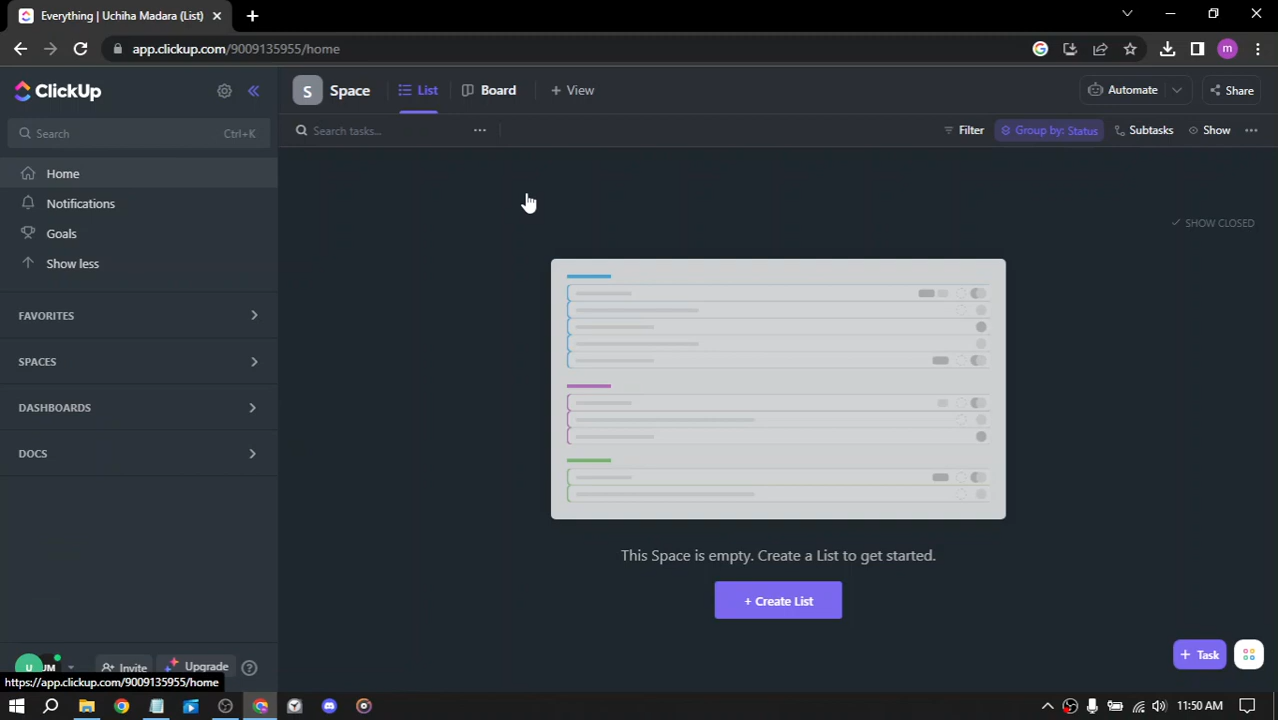 Everything | Uchiha Madara (List)
app.clickup.com/9009135955/home
m
ClickUp
Search Ctrl+K
Home
Notifications
Goals
Show less
FAVORITES
SPACES
DASHBOARDS
DOCS
U UM Invite Upgrade
https://app.clickup.com/9009135955/home
S Space List Board + View Automate Share
Search tasks... Filter Group by: Status Subtasks Show
SHOW CLOSED
This Space is empty. Create a List to get started.
+ Create List
+ Task
11:50 AM